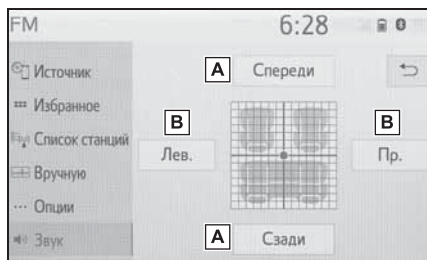 FM
6:28
Источник
A
Спереди
Избранное
B
B
Список станций
Лев.
Пр.
Вручную
Опции
A
Сзади
Звук